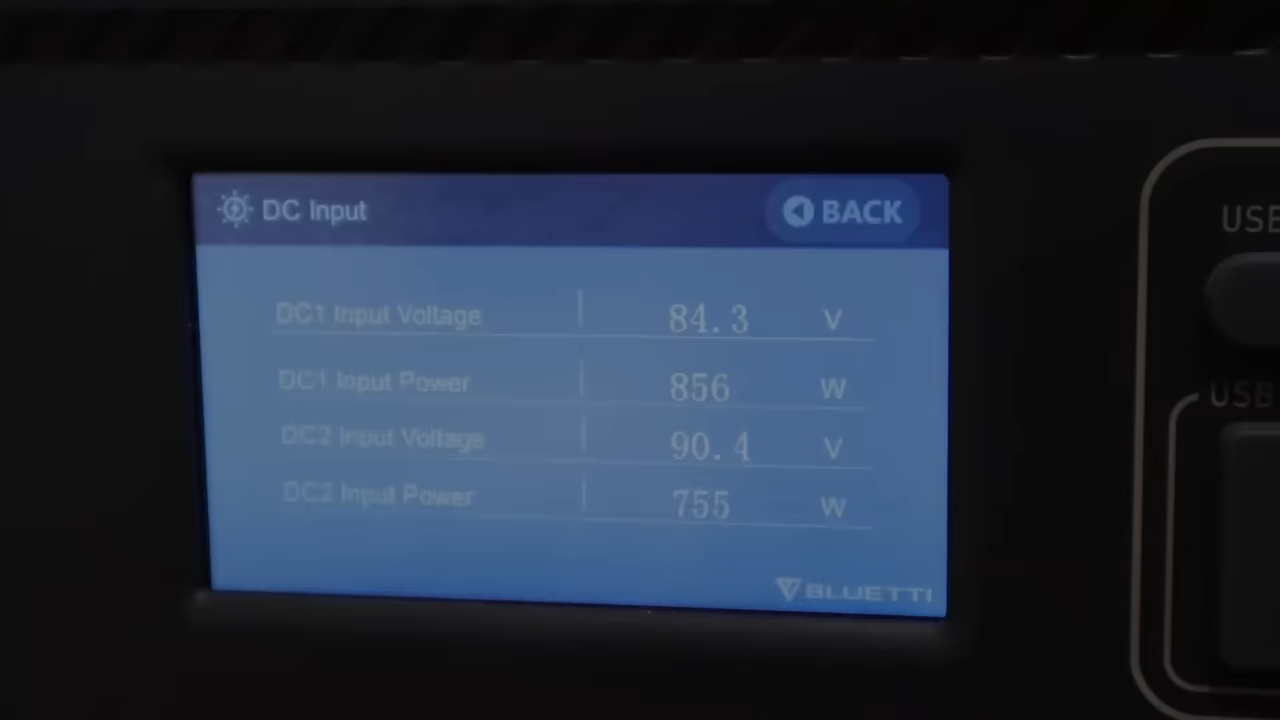 DC Input
BACK
DC1 Input Voltage 84.3 V
DC1 Input Power 856 W
DC2 Input Voltage 90.4 V
DC2 Input Power 755 W
BLUETTI
USB